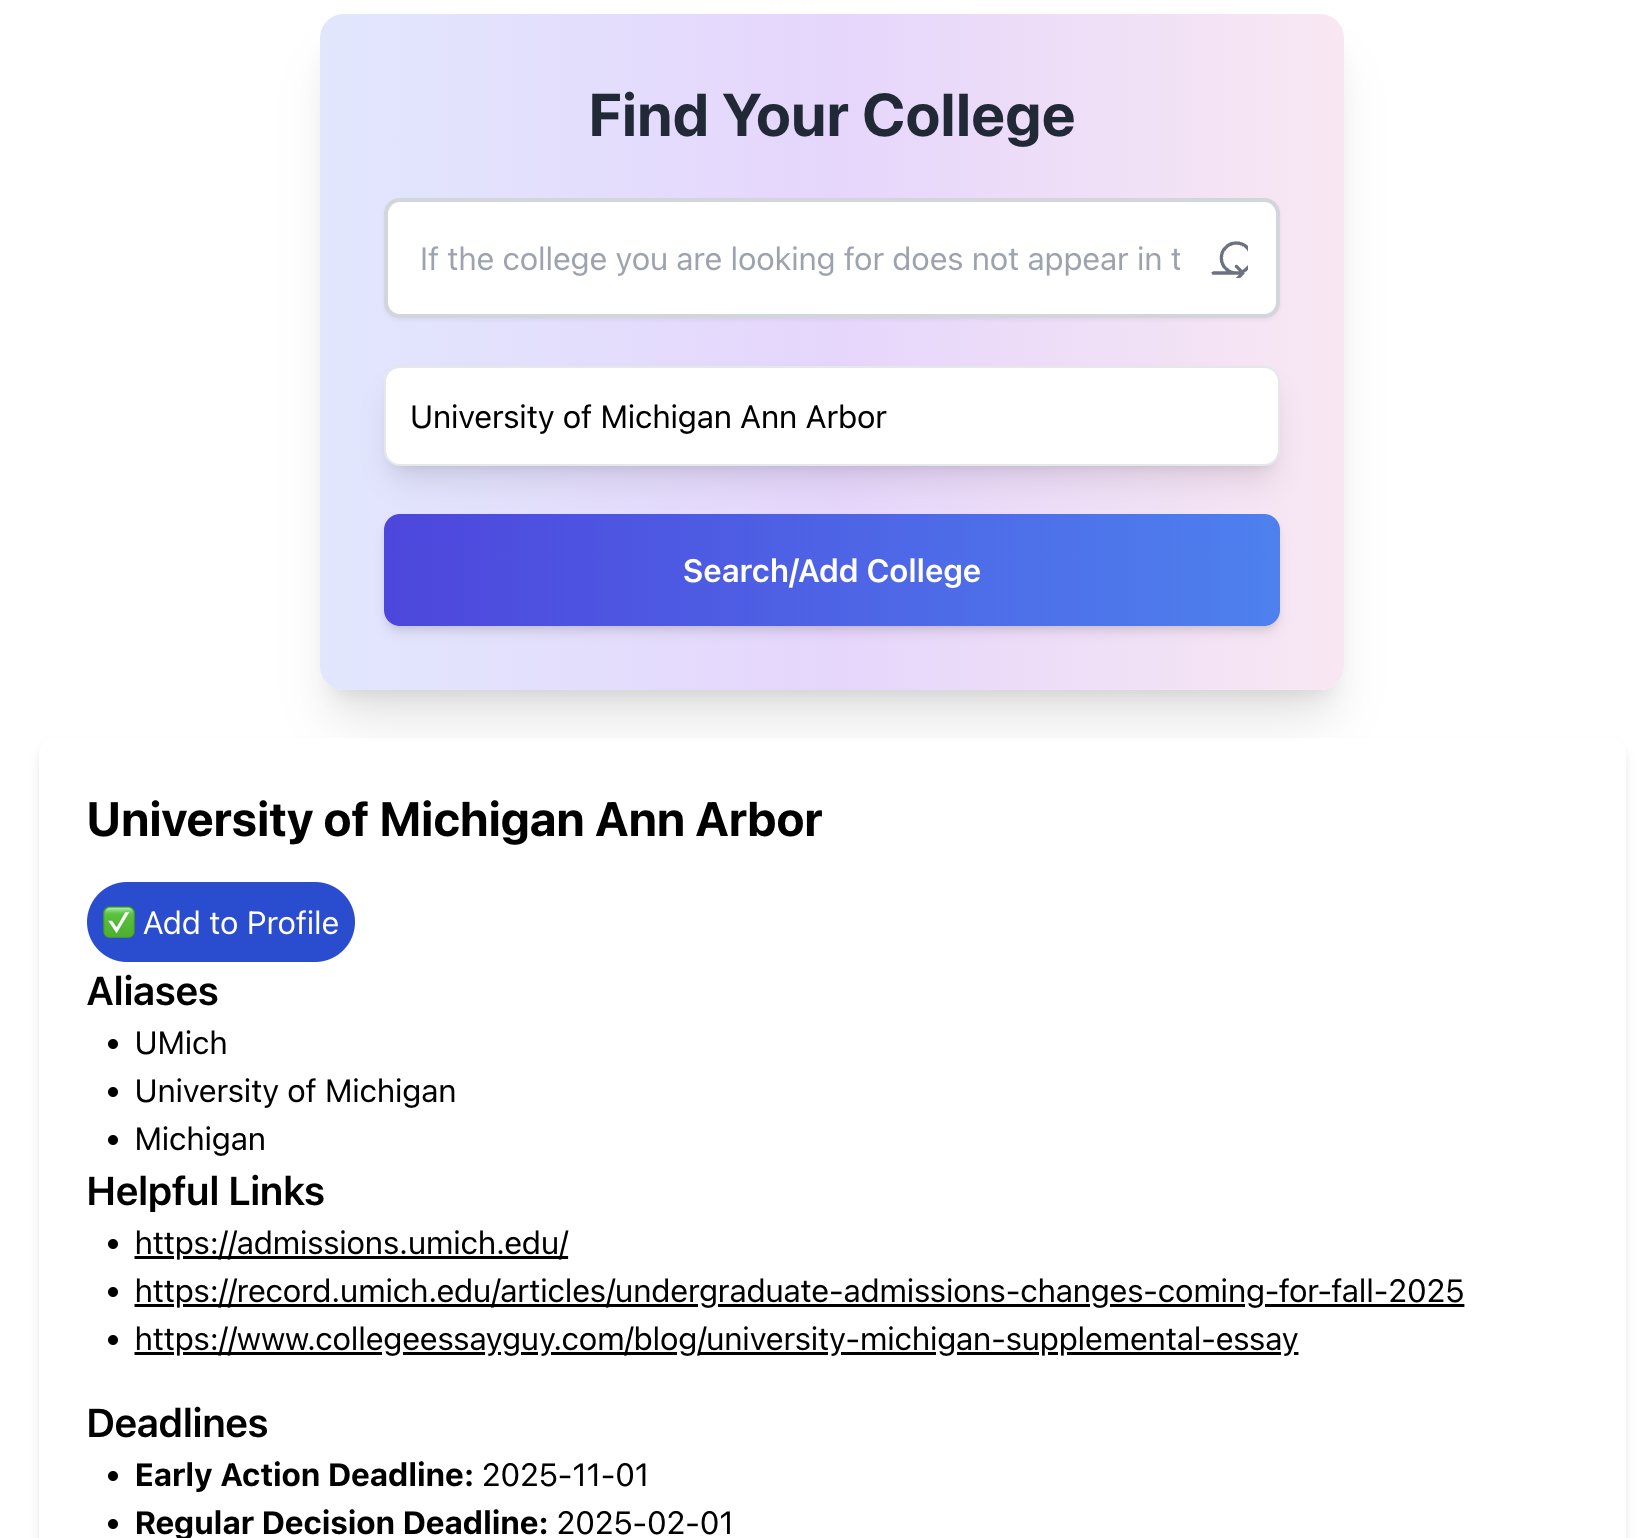 Find Your College
If the college you are looking for does not appear in t
University of Michigan Ann Arbor
Search/Add College
University of Michigan Ann Arbor
✅ Add to Profile
Aliases
• UMich
• University of Michigan
• Michigan
Helpful Links
• https://admissions.umich.edu/
• https://record.umich.edu/articles/undergraduate-admissions-changes-coming-for-fall-2025
• https://www.collegeessayguy.com/blog/university-michigan-supplemental-essay
Deadlines
• Early Action Deadline: 2025-11-01
• Regular Decision Deadline: 2025-02-01